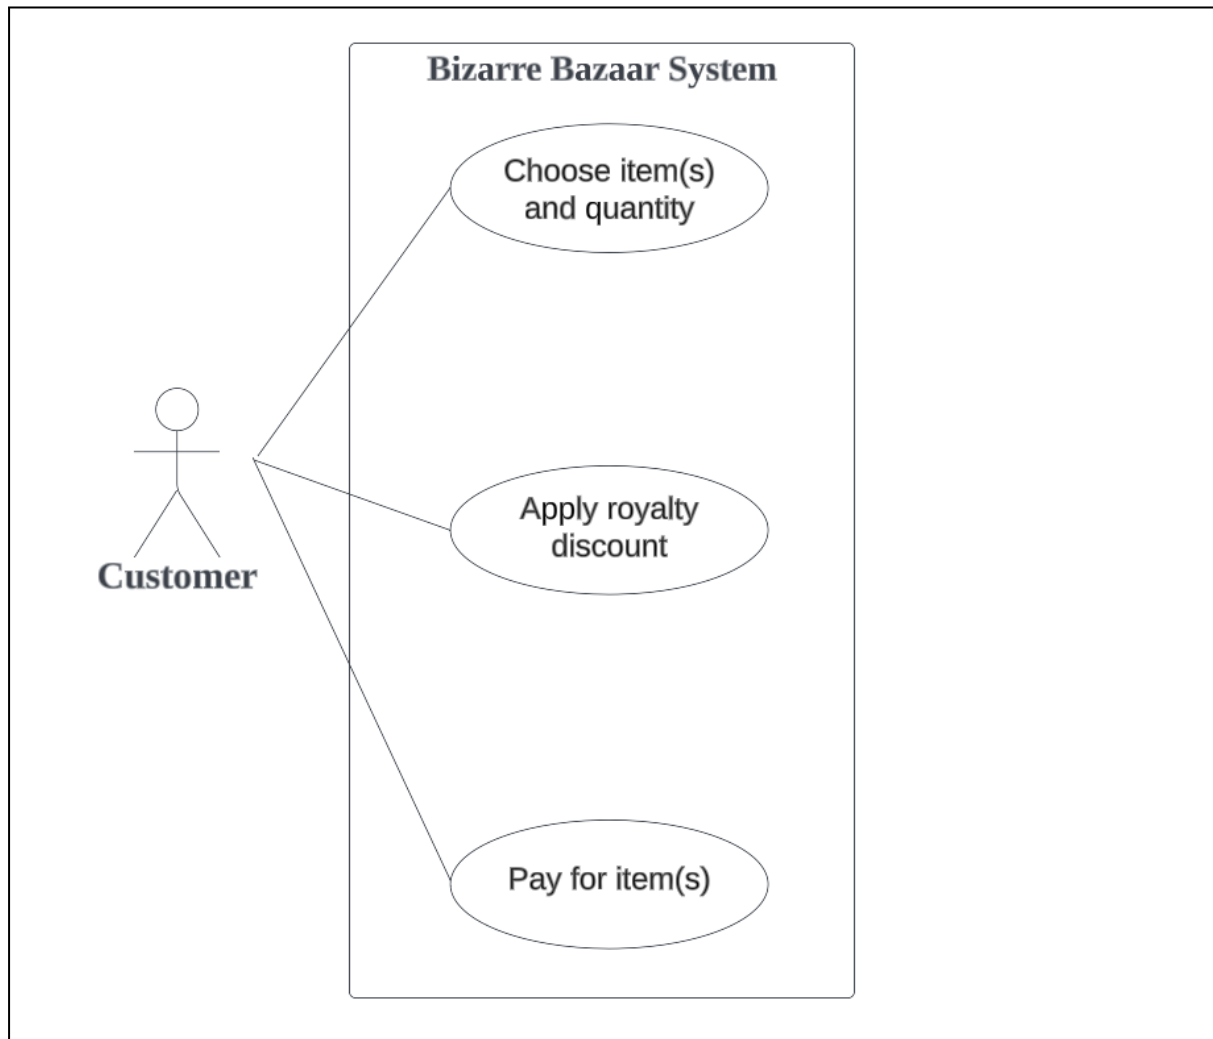 Bizarre Bazaar System
Choose item(s)
and quantity
Apply royalty
discount
Customer
Pay for item(s)